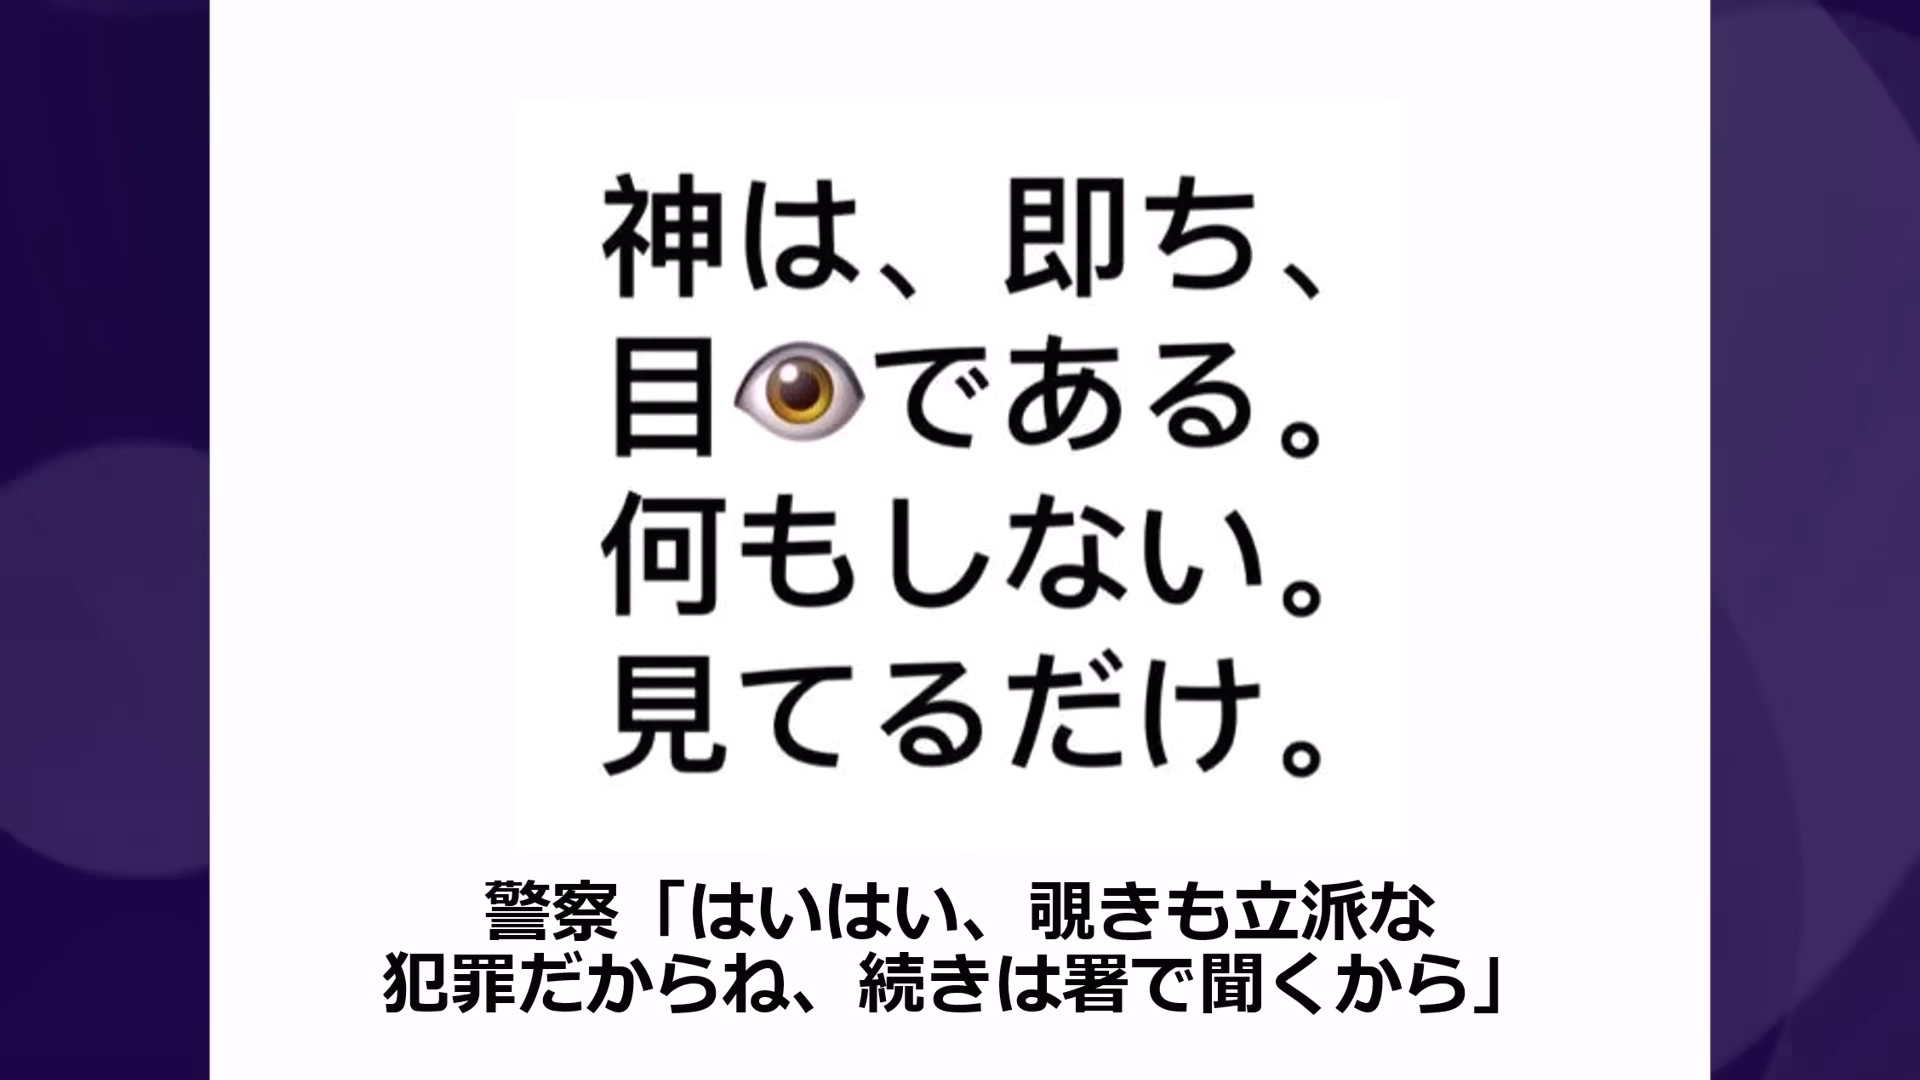 神は、即ち、
目👁である。
何もしない。
見てるだけ。
警察「はいはい、覗きも立派な
犯罪だからね、続きは署で聞くから」